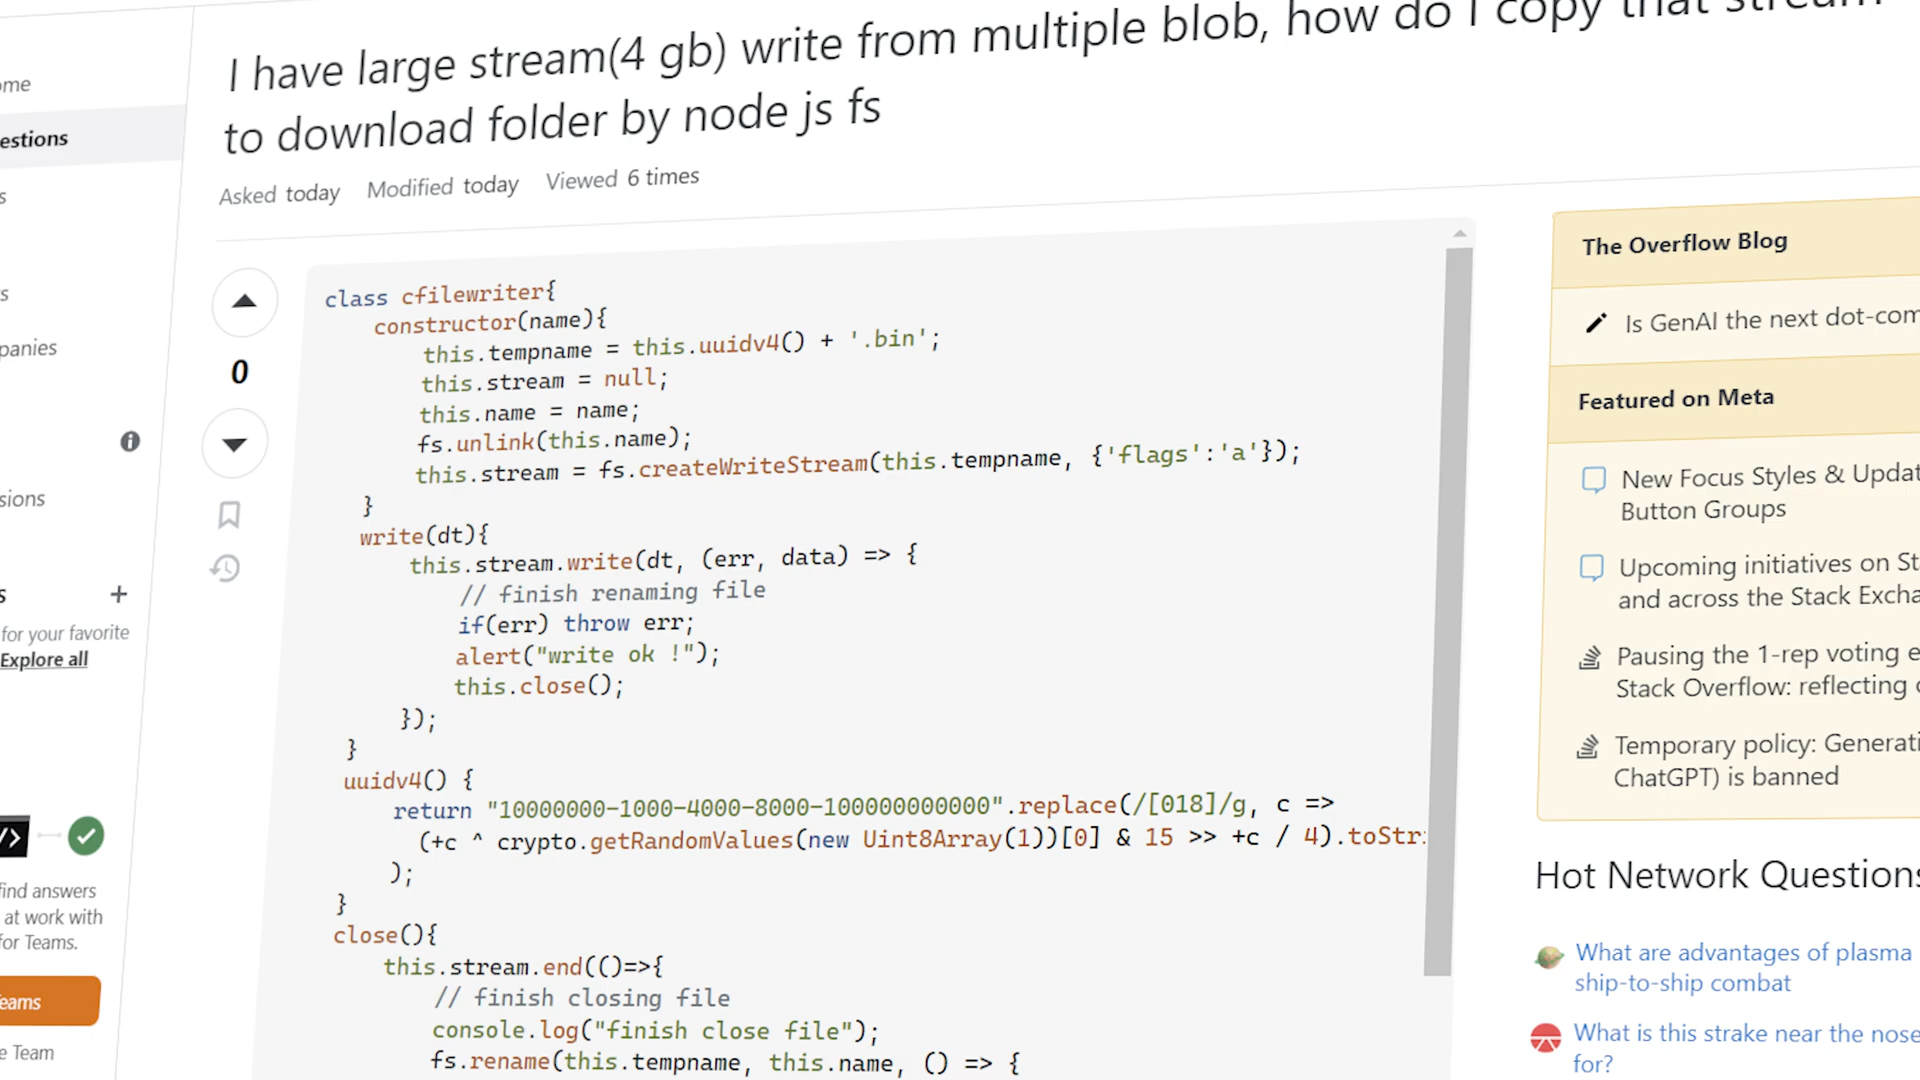 I have large stream(4 gb) write from multiple blob, how do I copy that stream
to download folder by node js fs
Asked today Modified today Viewed 6 times
ome
estions
s
s
panies
sions
s +
for your favorite
Explore all
</>
find answers
at work with
for Teams.
eams
e Team
0
class cfilewriter{
constructor(name){
this.tempname = this.uuidv4() + '.bin';
this.stream = null;
this.name = name;
fs.unlink(this.name);
this.stream = fs.createWriteStream(this.tempname, {'flags':'a'});
}
write(dt){
this.stream.write(dt, (err, data) => {
// finish renaming file
if(err) throw err;
alert("write ok !");
this.close();
});
}
uuidv4() {
return "10000000-1000-4000-8000-100000000000".replace(/[018]/g, c =>
(+c ^ crypto.getRandomValues(new Uint8Array(1))[0] & 15 >> +c / 4).toStr
);
}
close(){
this.stream.end(()=>{
// finish closing file
console.log("finish close file");
fs.rename(this.tempname, this.name, () => {
The Overflow Blog
Is GenAI the next dot-com
Featured on Meta
New Focus Styles & Updat
Button Groups
Upcoming initiatives on St
and across the Stack Excha
Pausing the 1-rep voting e
Stack Overflow: reflecting
Temporary policy: Generati
ChatGPT) is banned
Hot Network Questions
What are advantages of plasma
ship-to-ship combat
What is this strake near the nose
for?